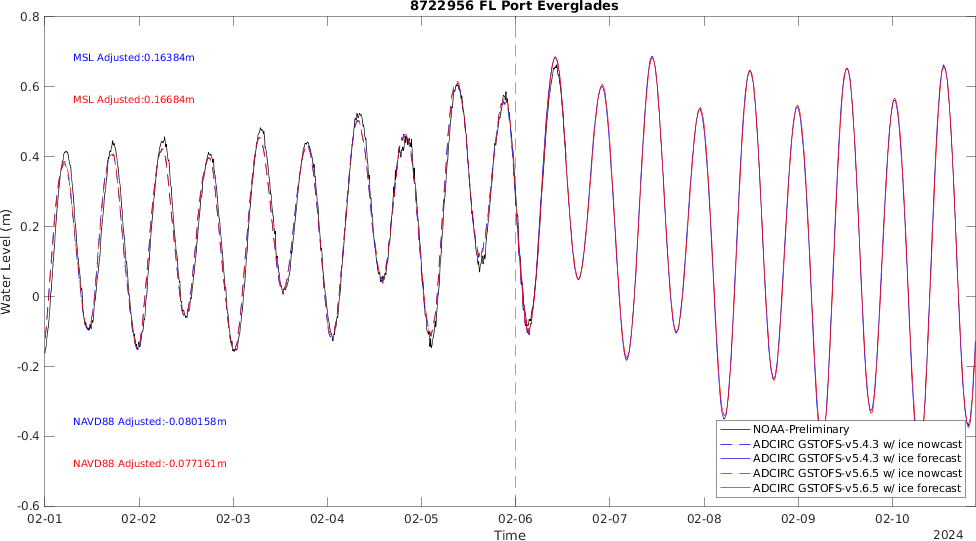 8722956 FL Port Everglades
0.8
MSL Adjusted:0.16384m
0.6
MSL Adjusted:0.16684m
0.4
0.2
Water Level (m)
0
-0.2
NAVD88 Adjusted:-0.080158m
-0.4
NOAA-Preliminary
ADCIRC GSTOFS-v5.4.3 w/ ice nowcast
ADCIRC GSTOFS-v5.4.3 w/ ice forecast
NAVD88 Adjusted:-0.077161m
ADCIRC GSTOFS-v5.6.5 w/ ice nowcast
ADCIRC GSTOFS-v5.6.5 w/ ice forecast
-0.6
02-01 02-02 02-03 02-04 02-05 02-06 02-07 02-08 02-09 02-10
Time
2024